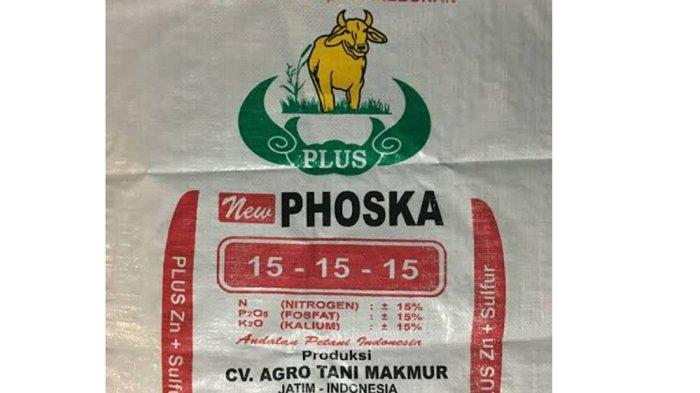 PLUS
New PHOSKA
15 - 15 - 15
N (NITROGEN) : ± 15%
P2O5 (FOSFAT) : ± 15%
K2O (KALIUM) : ± 15%
Andalan Petani Indonesia
Produksi
CV. AGRO TANI MAKMUR
JATIM - INDONESIA
PLUS Zn + Sulfur
PLUS Zn + Sulfur